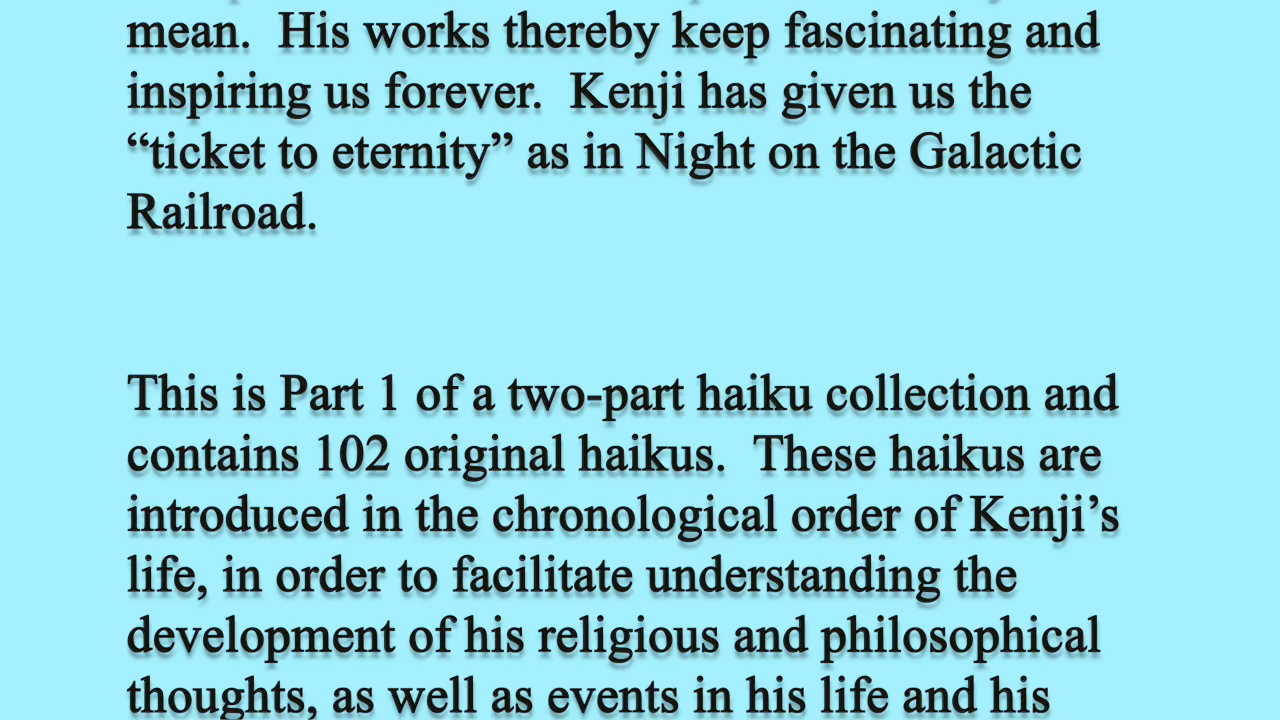 mean.  His works thereby keep fascinating and
inspiring us forever.  Kenji has given us the
“ticket to eternity” as in Night on the Galactic
Railroad.
This is Part 1 of a two-part haiku collection and
contains 102 original haikus.  These haikus are
introduced in the chronological order of Kenji’s
life, in order to facilitate understanding the
development of his religious and philosophical
thoughts, as well as events in his life and his